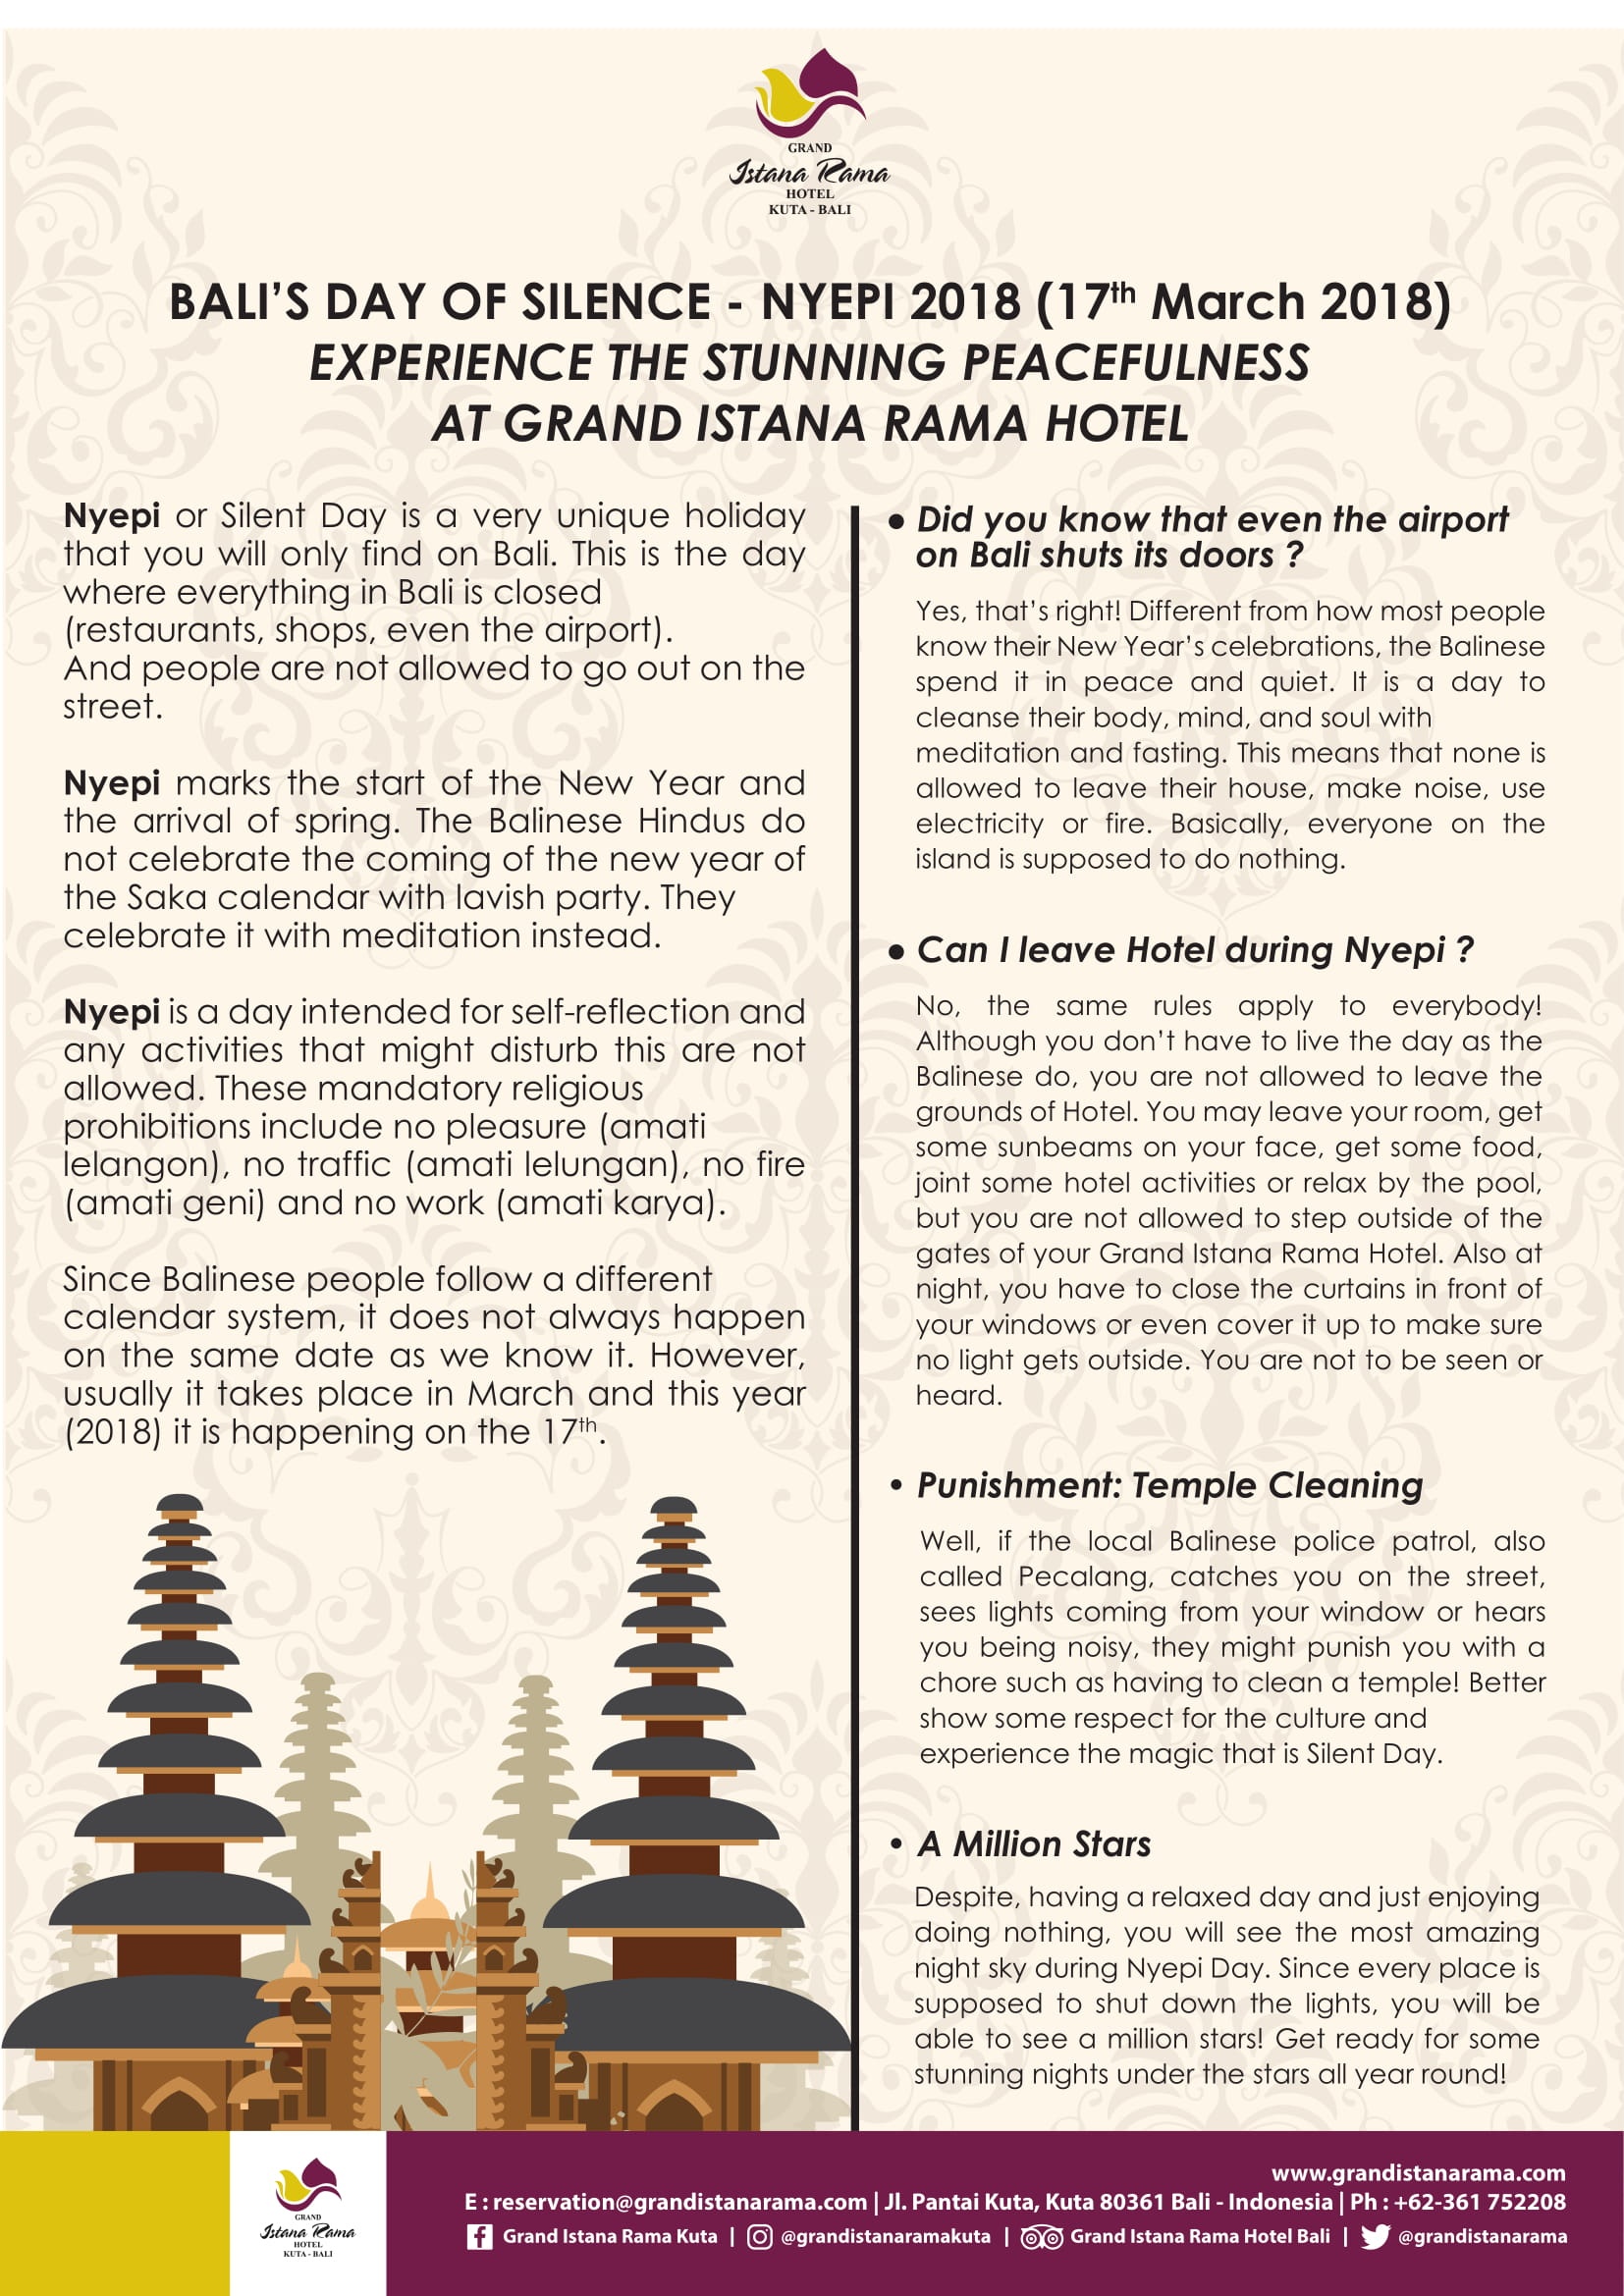 GRAND
Istana Rama
HOTEL
KUTA - BALI
BALI'S DAY OF SILENCE - NYEPI 2018 (17th March 2018)
EXPERIENCE THE STUNNING PEACEFULNESS
AT GRAND ISTANA RAMA HOTEL
Nyepi or Silent Day is a very unique holiday
that you will only find on Bali. This is the day
where everything in Bali is closed
(restaurants, shops, even the airport).
And people are not allowed to go out on the
street.
Nyepi marks the start of the New Year and
the arrival of spring. The Balinese Hindus do
not celebrate the coming of the new year of
the Saka calendar with lavish party. They
celebrate it with meditation instead.
Nyepi is a day intended for self-reflection and
any activities that might disturb this are not
allowed. These mandatory religious
prohibitions include no pleasure (amati
lelangon), no traffic (amati lelungan), no fire
(amati geni) and no work (amati karya).
Since Balinese people follow a different
calendar system, it does not always happen
on the same date as we know it. However,
usually it takes place in March and this year
(2018) it is happening on the 17th.
• Did you know that even the airport
on Bali shuts its doors ?
Yes, that's right! Different from how most people
know their New Year's celebrations, the Balinese
spend it in peace and quiet. It is a day to
cleanse their body, mind, and soul with
meditation and fasting. This means that none is
allowed to leave their house, make noise, use
electricity or fire. Basically, everyone on the
island is supposed to do nothing.
• Can I leave Hotel during Nyepi ?
No, the same rules apply to everybody!
Although you don't have to live the day as the
Balinese do, you are not allowed to leave the
grounds of Hotel. You may leave your room, get
some sunbeams on your face, get some food,
joint some hotel activities or relax by the pool,
but you are not allowed to step outside of the
gates of your Grand Istana Rama Hotel. Also at
night, you have to close the curtains in front of
your windows or even cover it up to make sure
no light gets outside. You are not to be seen or
heard.
• Punishment: Temple Cleaning
Well, if the local Balinese police patrol, also
called Pecalang, catches you on the street,
sees lights coming from your window or hears
you being noisy, they might punish you with a
chore such as having to clean a temple! Better
show some respect for the culture and
experience the magic that is Silent Day.
• A Million Stars
Despite, having a relaxed day and just enjoying
doing nothing, you will see the most amazing
night sky during Nyepi Day. Since every place is
supposed to shut down the lights, you will be
able to see a million stars! Get ready for some
stunning nights under the stars all year round!
GRAND
Istana Rama
HOTEL
KUTA - BALI
www.grandistanarama.com
E : reservation@grandistanarama.com | Jl. Pantai Kuta, Kuta 80361 Bali - Indonesia | Ph : +62-361 752208
Grand Istana Rama Kuta | @grandistanaramakuta | Grand Istana Rama Hotel Bali | @grandistanarama